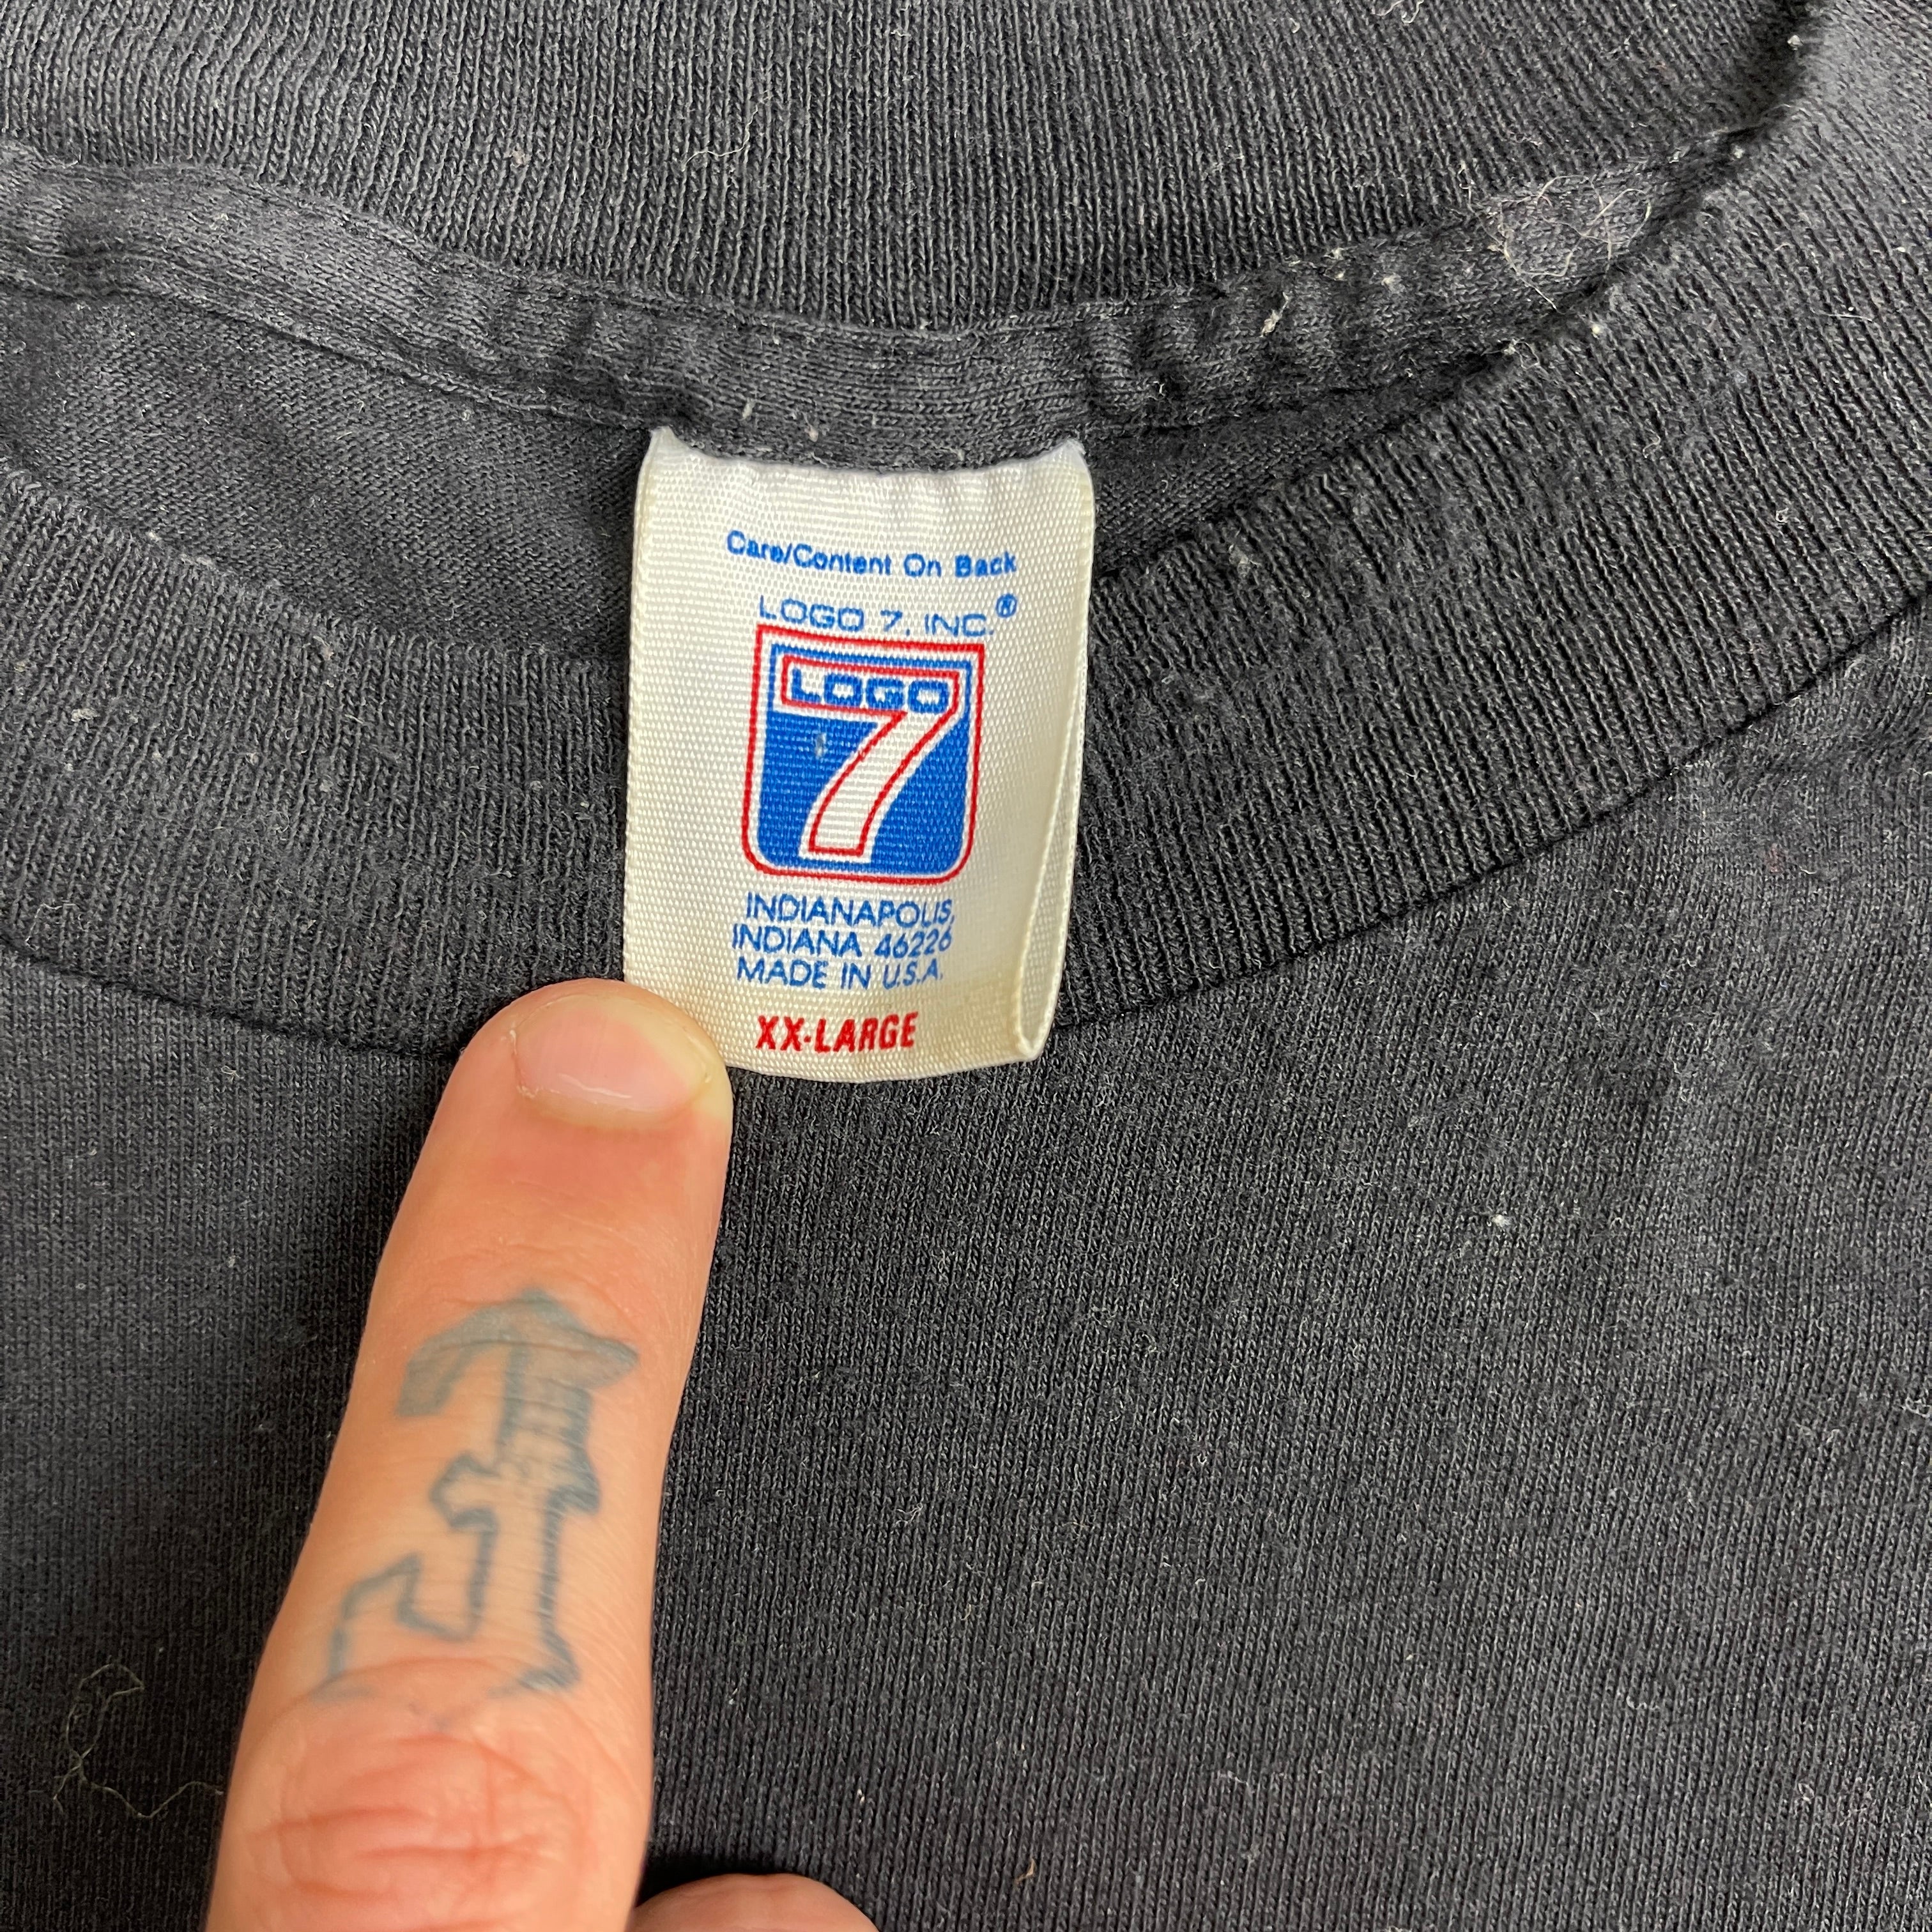 Care/Content On Back
LOGO 7, INC.®
LOGO
7
INDIANAPOLIS,
INDIANA 46226
MADE IN U.S.A.
XX-LARGE